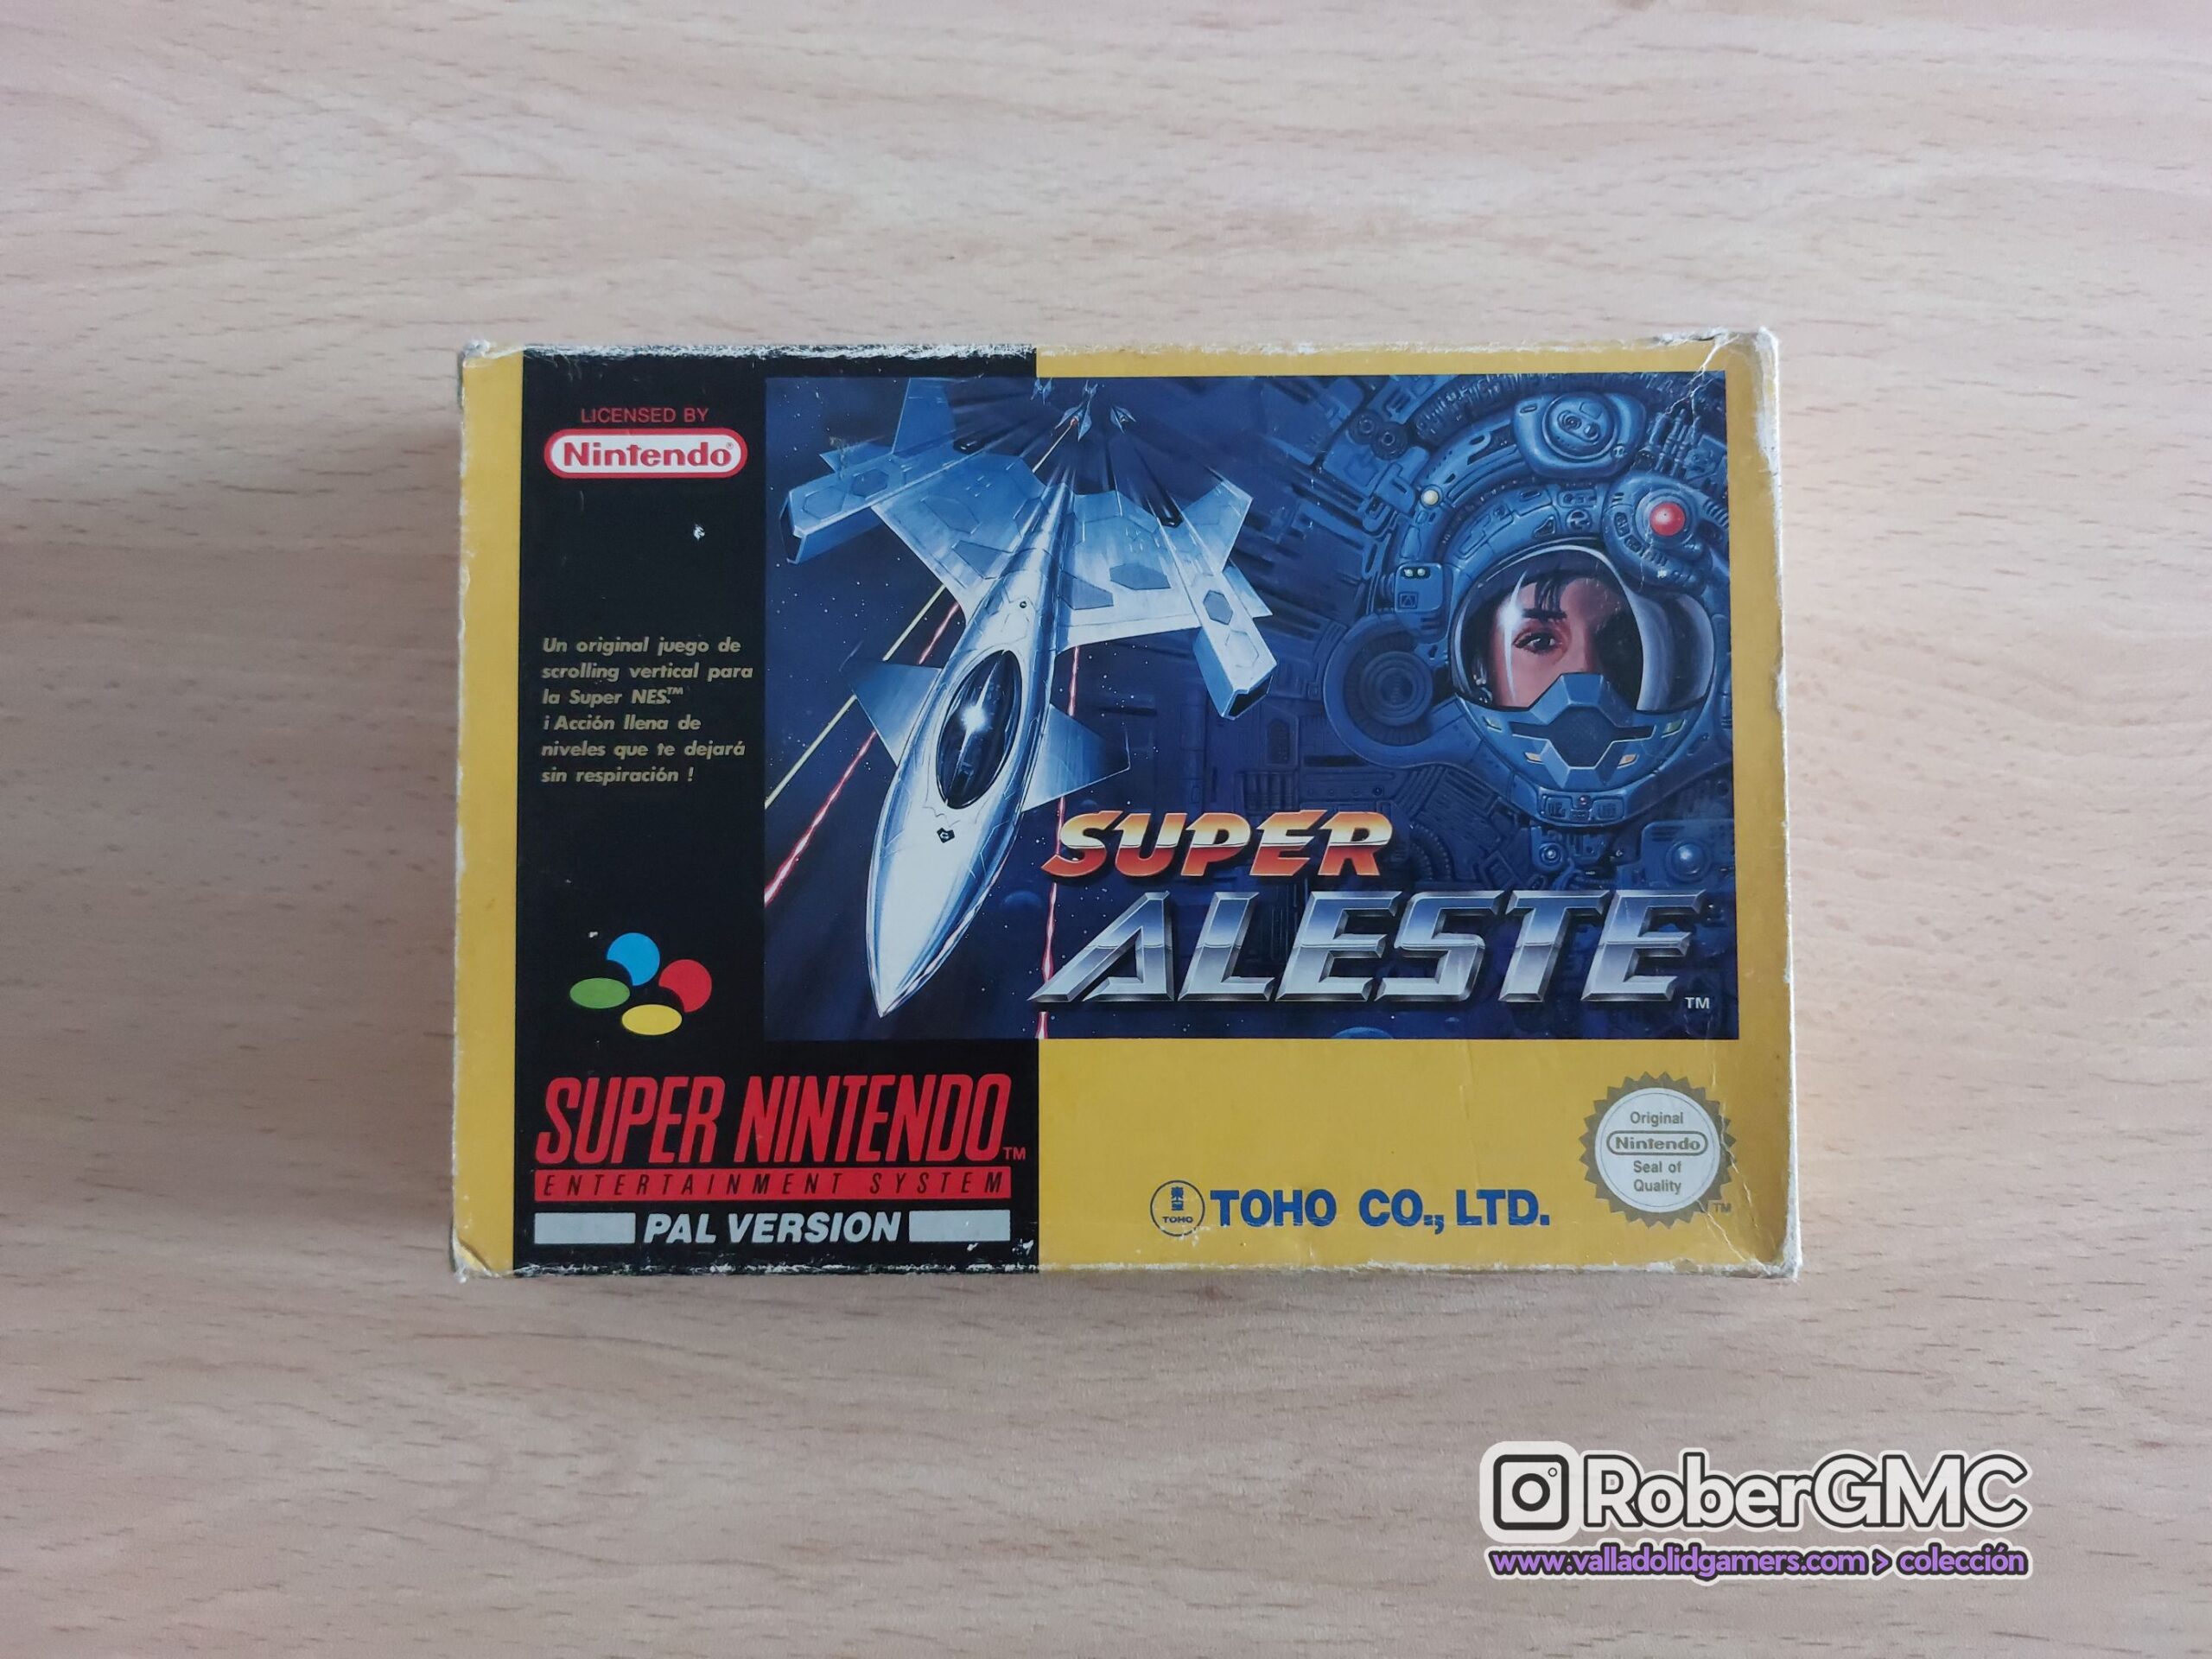 LICENSED BY
Nintendo®
Un original juego de
scrolling vertical para
la Super NES.™
¡ Acción llena de
niveles que te dejará
sin respiración !
SUPER
ALESTE™
SUPER NINTENDO™
ENTERTAINMENT SYSTEM
PAL VERSION
TOHO
TOHO CO., LTD.
Original
Nintendo
Seal of
Quality
TM
RoberGMC
www.valladolidgamers.com > colección